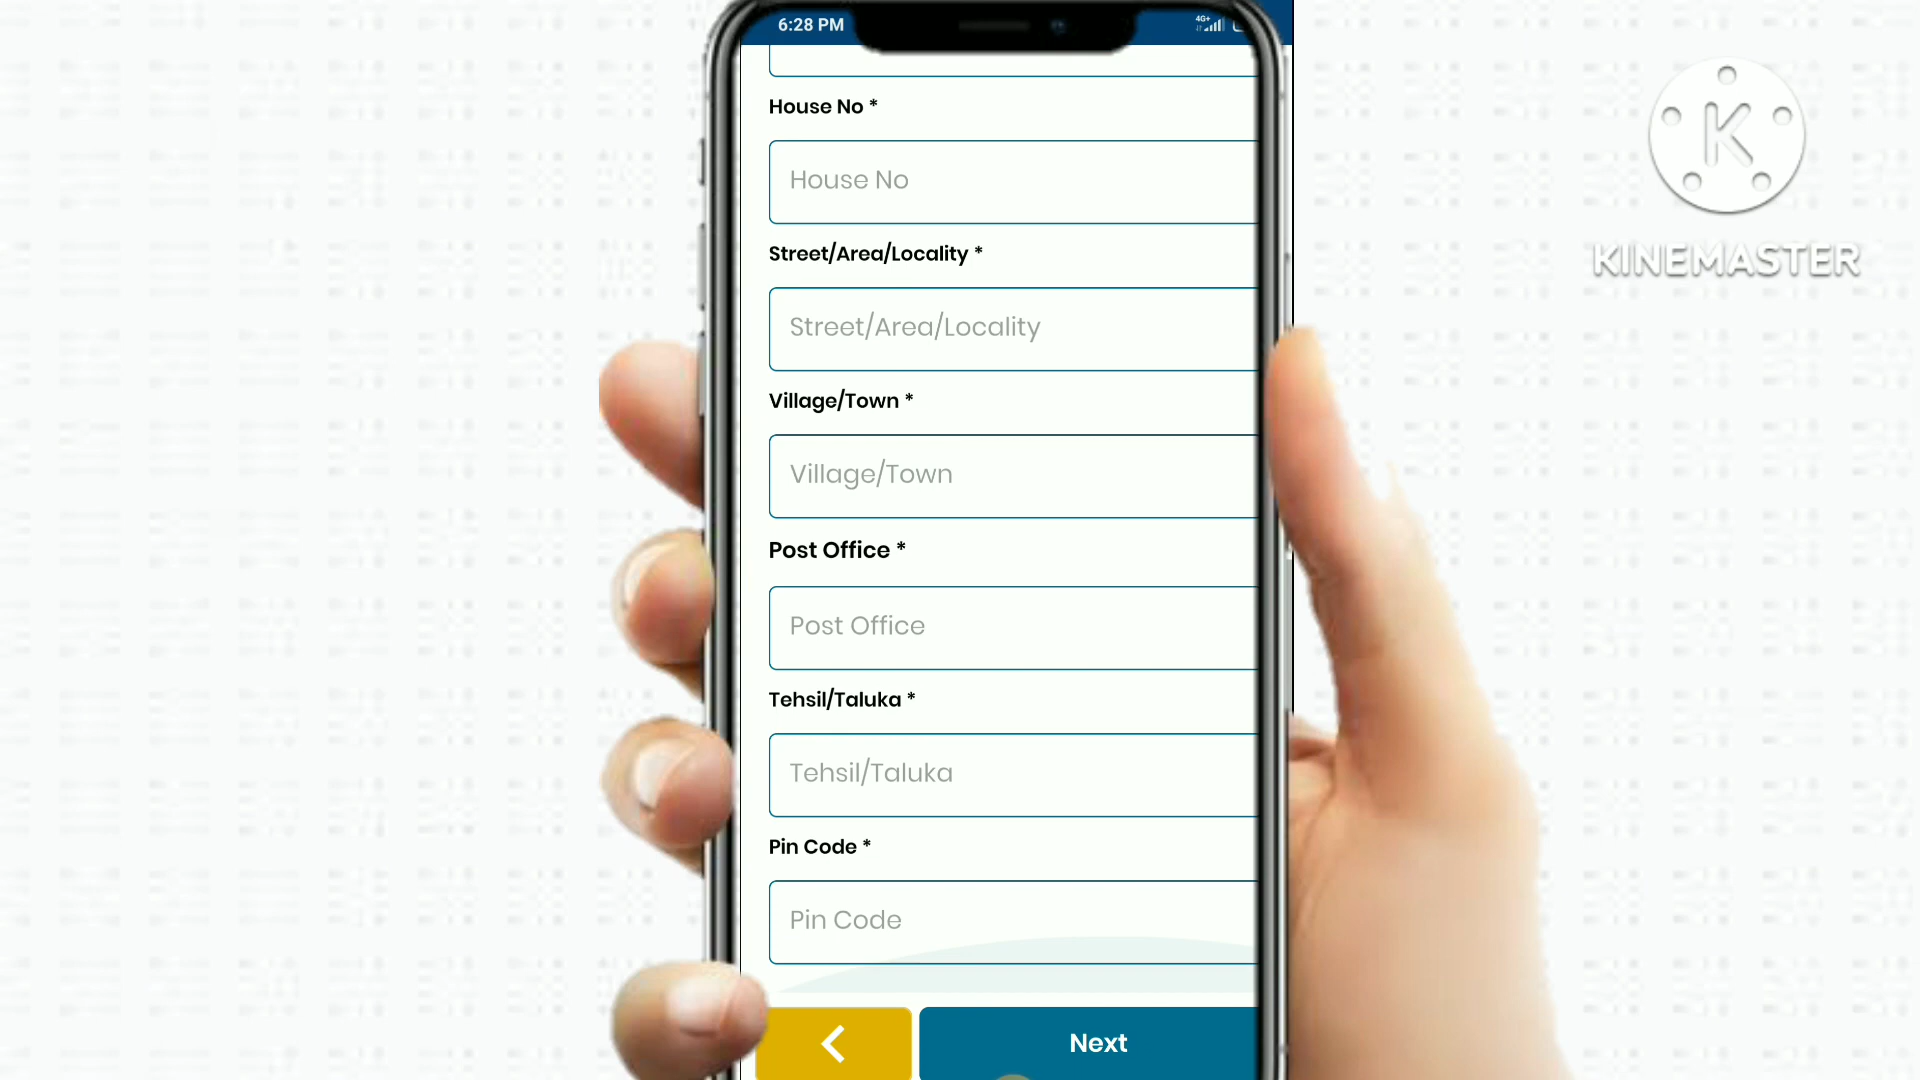 6:28 PM
4G+
House No *
House No
Street/Area/Locality *
Street/Area/Locality
Village/Town *
Village/Town
Post Office *
Post Office
Tehsil/Taluka *
Tehsil/Taluka
Pin Code *
Pin Code
Next
K
KINEMASTER